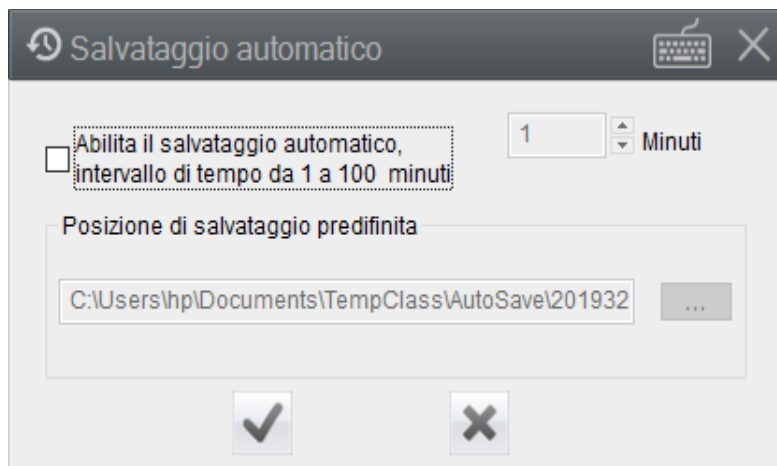 Salvataggio automatico
Abilita il salvataggio automatico,
intervallo di tempo da 1 a 100 minuti
1
Minuti
Posizione di salvataggio predifinita
C:\Users\hp\Documents\TempClass\AutoSave\201932
...